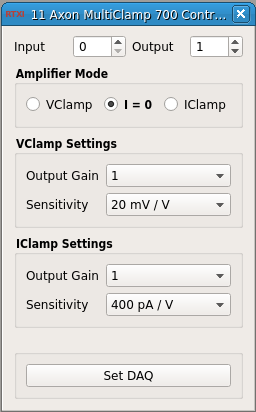 11 Axon MultiClamp 700 Contr...
Input 0 Output 1
Amplifier Mode
VClamp I = 0 IClamp
VClamp Settings
Output Gain 1
Sensitivity 20 mV / V
IClamp Settings
Output Gain 1
Sensitivity 400 pA / V
Set DAQ